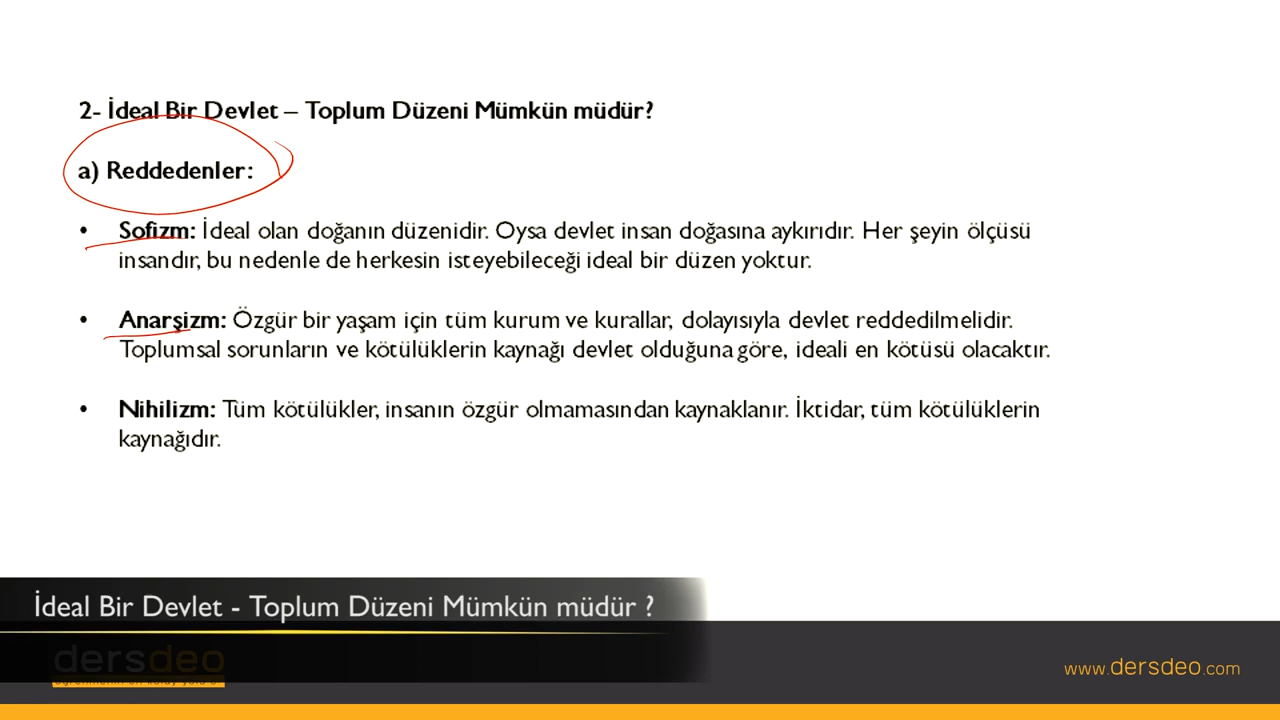 2- İdeal Bir Devlet – Toplum Düzeni Mümkün müdür?
a) Reddedenler:
• Sofizm: İdeal olan doğanın düzenidir. Oysa devlet insan doğasına aykırıdır. Her şeyin ölçüsü
insandır, bu nedenle de herkesin isteyebileceği ideal bir düzen yoktur.
• Anarşizm: Özgür bir yaşam için tüm kurum ve kurallar, dolayısıyla devlet reddedilmelidir.
Toplumsal sorunların ve kötülüklerin kaynağı devlet olduğuna göre, ideali en kötüsü olacaktır.
• Nihilizm: Tüm kötülükler, insanın özgür olmamasından kaynaklanır. İktidar, tüm kötülüklerin
kaynağıdır.
İdeal Bir Devlet - Toplum Düzeni Mümkün müdür ?
dersdeo
www.dersdeo.com